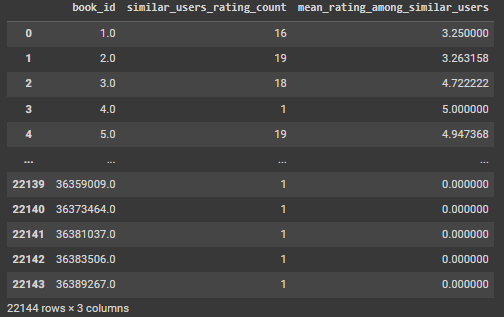 book_id similar_users_rating_count mean_rating_among_similar_users
0 1.0 16 3.250000
1 2.0 19 3.263158
2 3.0 18 4.722222
3 4.0 1 5.000000
4 5.0 19 4.947368
... ... ... ...
22139 36359009.0 1 0.000000
22140 36373464.0 1 0.000000
22141 36381037.0 1 0.000000
22142 36383506.0 1 0.000000
22143 36389267.0 1 0.000000
22144 rows × 3 columns